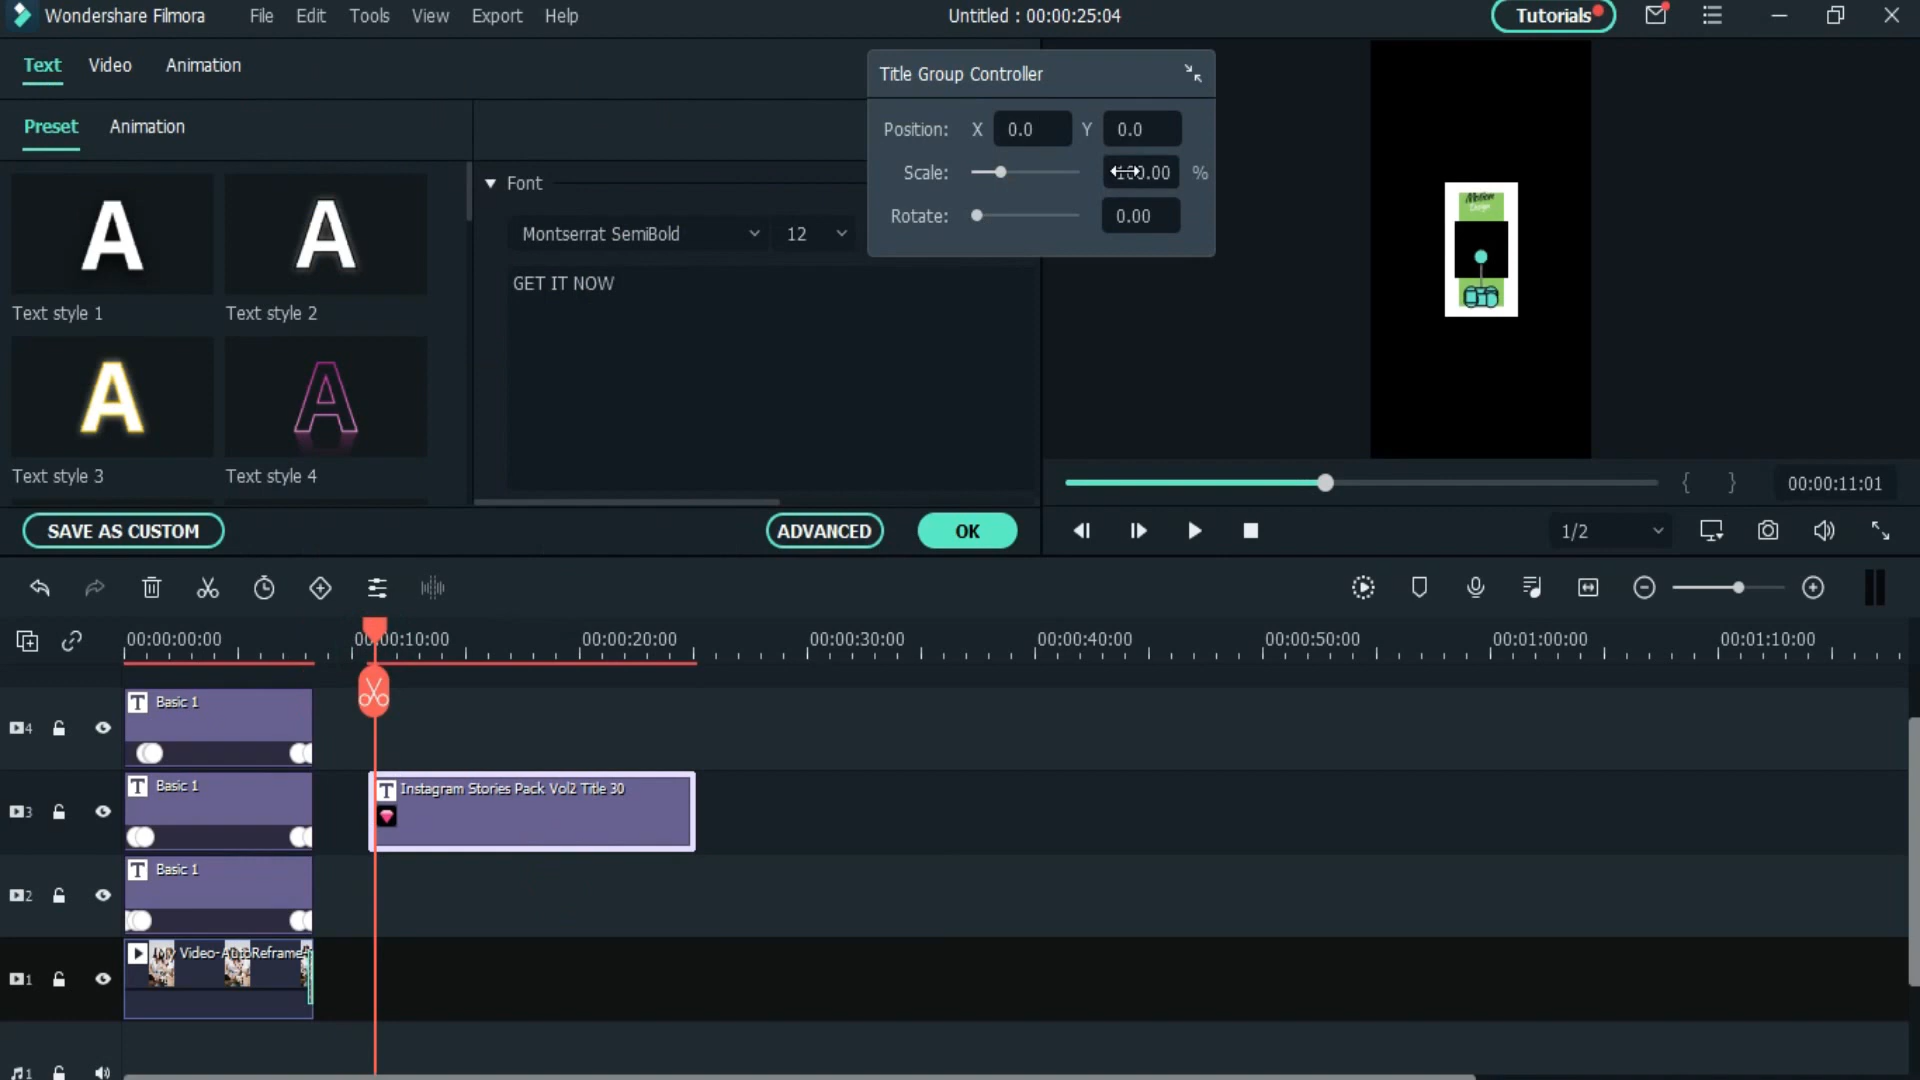 Wondershare Filmora
File
Edit
Tools
View
Export
Help
Untitled : 00:00:25:04
Tutorials
Text
Video
Animation
Title Group Controller
Preset
Animation
Position:
X
0.0
Y
0.0
Scale:
%
Rotate:
0.00
Font
Montserrat SemiBold
12
GET IT NOW
A
A
Text style 1
Text style 2
A
A
Text style 3
Text style 4
Motion
Design
SAVE AS CUSTOM
ADVANCED
OK
{
}
00:00:11:01
1/2
00:00:00:00
00:00:10:00
00:00:20:00
00:00:30:00
00:00:40:00
00:00:50:00
00:01:00:00
00:01:10:00
4
T Basic 1
3
T Basic 1
T Instagram Stories Pack Vol2 Title 30
2
T Basic 1
1
Video-AutoReframe
1